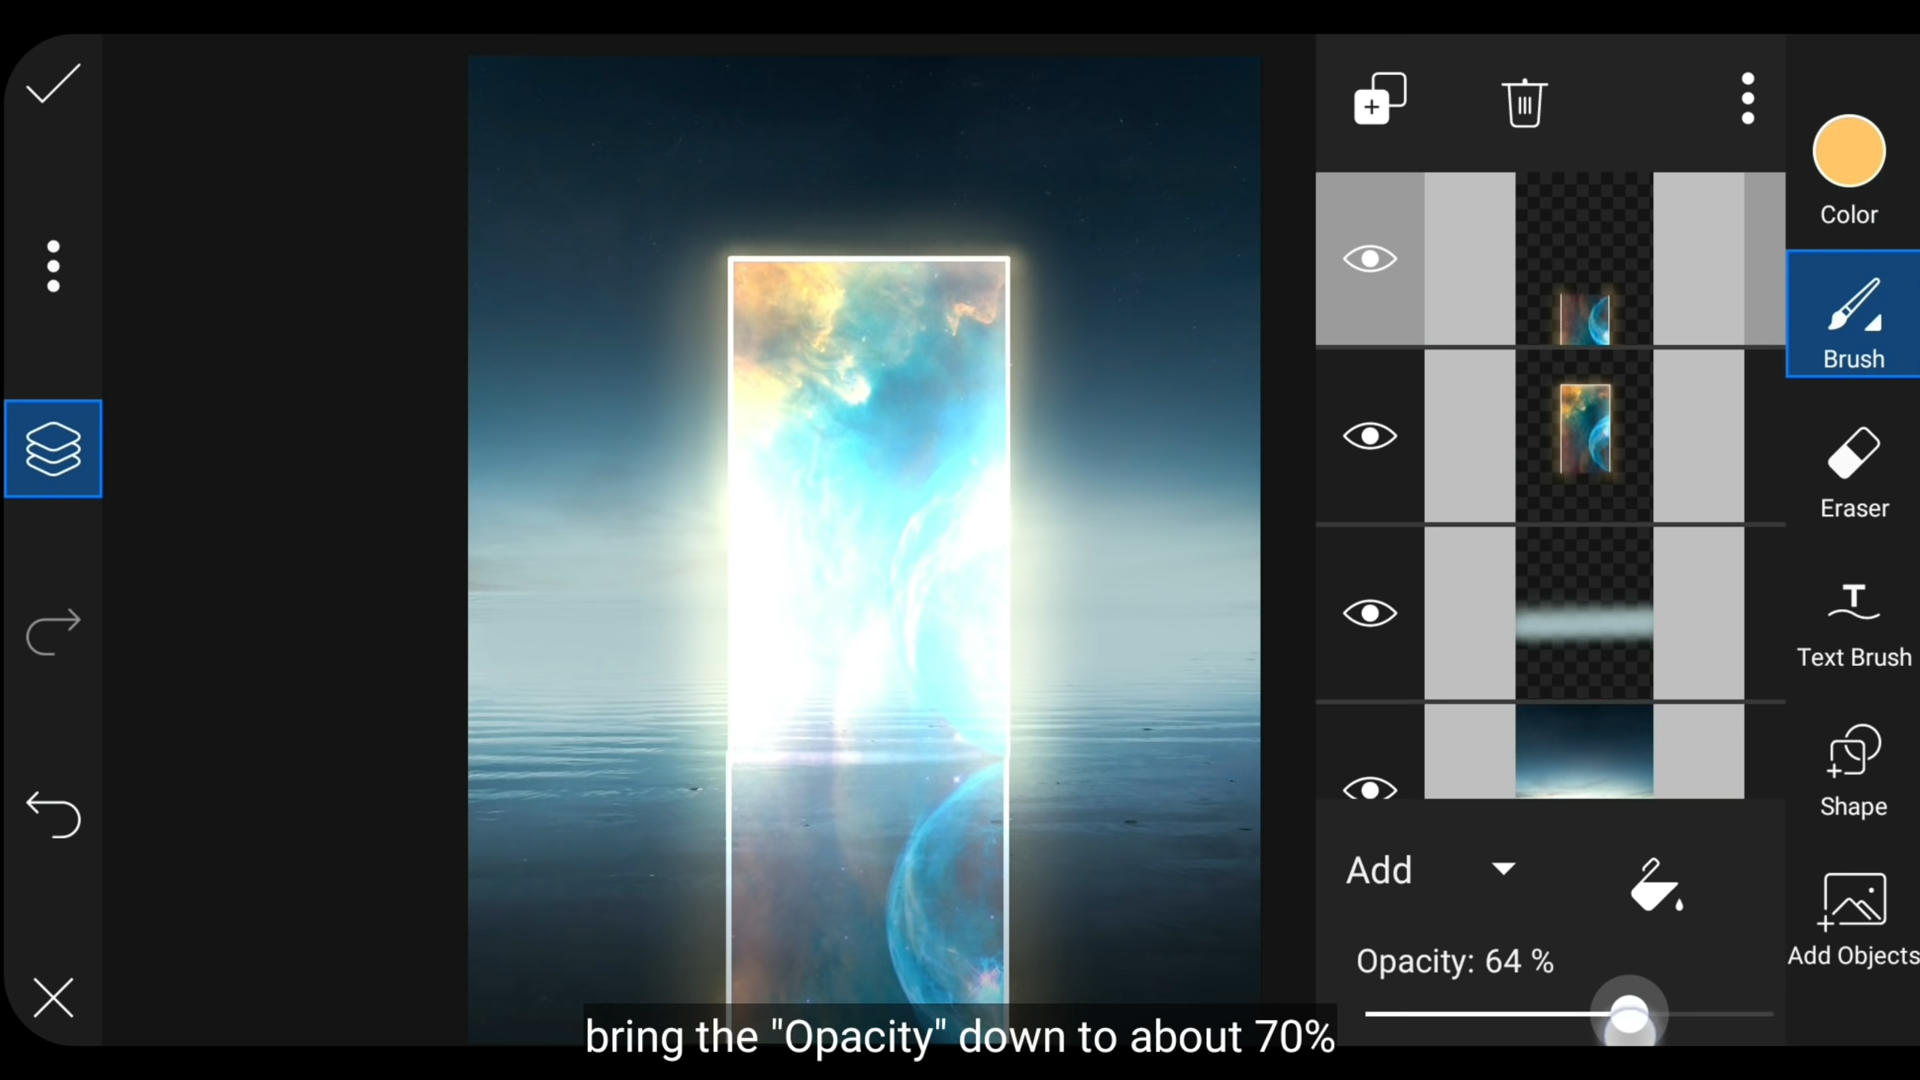 Color
Brush
Eraser
Text Brush
Shape
Add Objects
Add
Opacity: 64 %
bring the "Opacity" down to about 70%